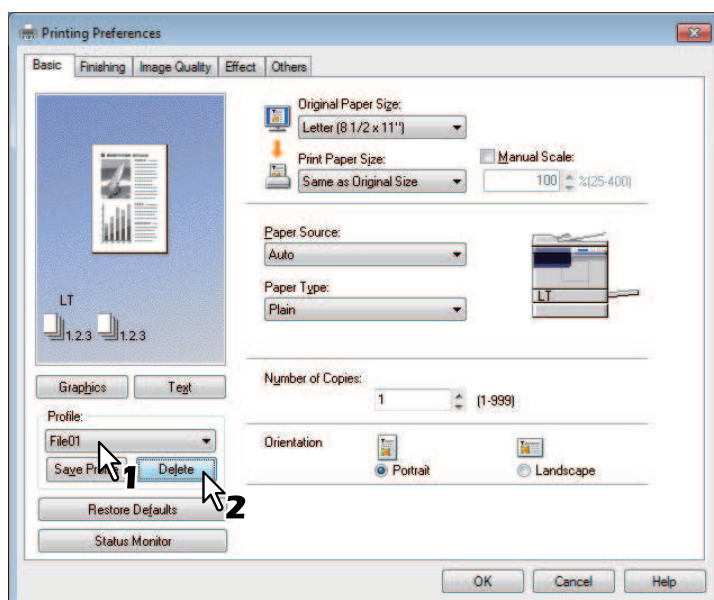 Printing Preferences
Basic Finishing Image Quality Effect Others
Original Paper Size:
Letter (8 1/2 x 11")
Print Paper Size:
Same as Original Size
Manual Scale:
100 %(25-400)
Paper Source:
Auto
Paper Type:
Plain
LT
LT
1.2.3 1.2.3
Graphics Text
Number of Copies:
1 (1-999)
Profile:
File01
1
Save Delete
2
Orientation
Portrait Landscape
Restore Defaults
Status Monitor
OK Cancel Help